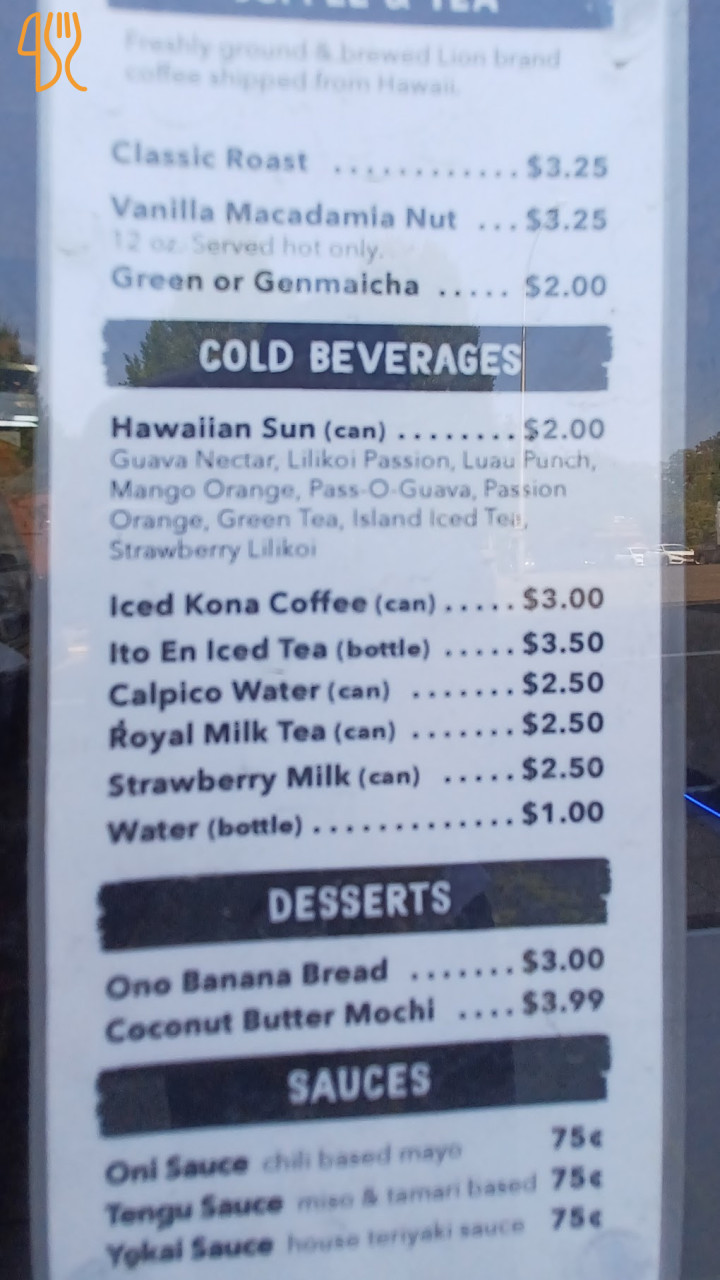 COFFEE & TEA
Freshly ground & brewed Lion brand
coffee shipped from Hawaii.
Classic Roast ............ $3.25
Vanilla Macadamia Nut ... $3.25
12 oz. Served hot only.
Green or Genmaicha ..... $2.00
COLD BEVERAGES
Hawaiian Sun (can) ........ $2.00
Guava Nectar, Lilikoi Passion, Luau Punch,
Mango Orange, Pass-O-Guava, Passion
Orange, Green Tea, Island Iced Tea,
Strawberry Lilikoi
Iced Kona Coffee (can) ..... $3.00
Ito En Iced Tea (bottle) ..... $3.50
Calpico Water (can) ....... $2.50
Royal Milk Tea (can) ....... $2.50
Strawberry Milk (can) ..... $2.50
Water (bottle) ............. $1.00
DESSERTS
Ono Banana Bread ....... $3.00
Coconut Butter Mochi .... $3.99
SAUCES
Oni Sauce chili based mayo 75¢
Tengu Sauce miso & tamari based 75¢
Yokai Sauce house teriyaki sauce 75¢